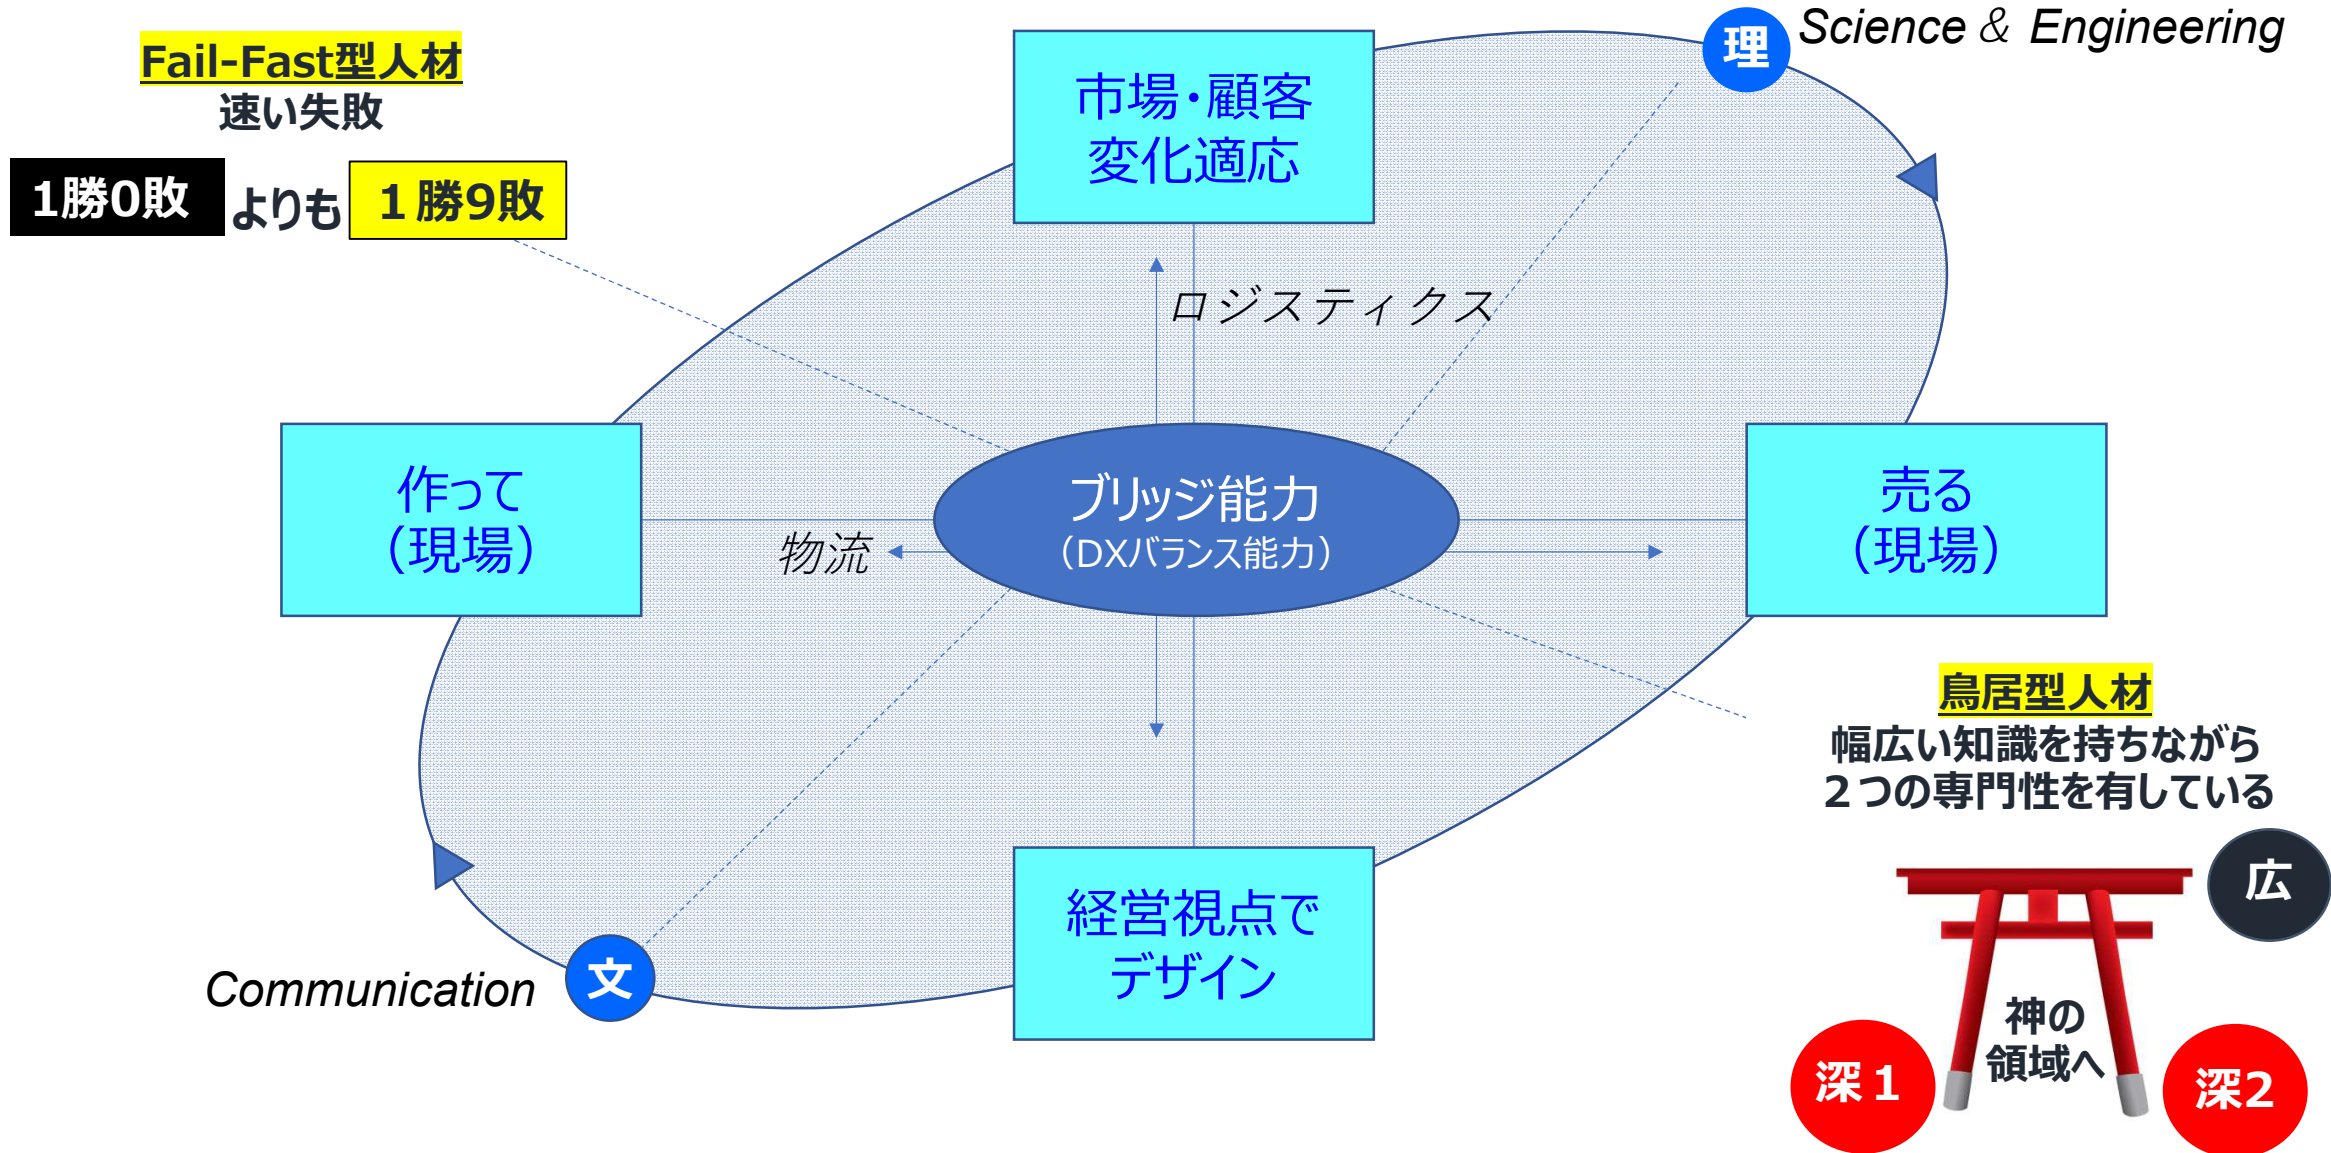 Science & Engineering
理
Fail-Fast型人材
速い失敗
1勝0敗 よりも 1勝9敗
市場・顧客
変化適応
ロジスティクス
作って
（現場）
ブリッジ能力
（DXバランス能力）
物流
売る
（現場）
鳥居型人材
幅広い知識を持ちながら
2つの専門性を有している
広
経営視点で
デザイン
Communication
文
神の
領域へ
深1
深2